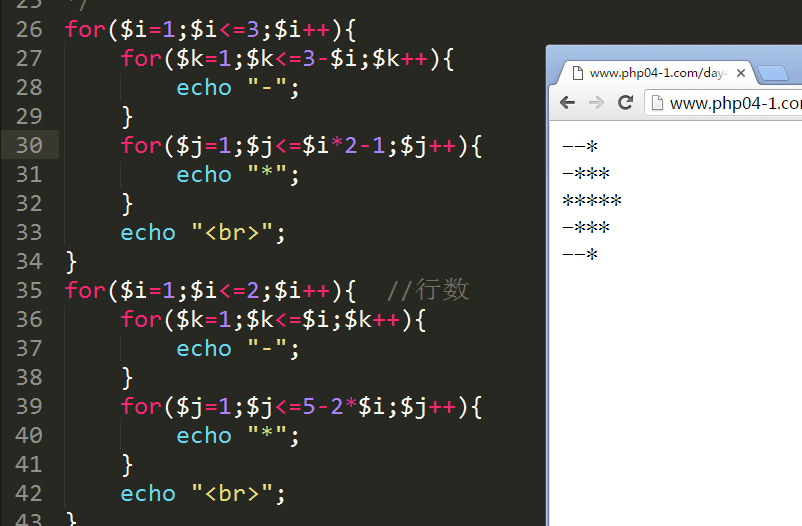 25 */
26 for($i=1;$i<=3;$i++){
27 for($k=1;$k<=3-$i;$k++){
28 echo "-";
29 }
30 for($j=1;$j<=$i*2-1;$j++){
31 echo "*";
32 }
33 echo "<br>";
34 }
35 for($i=1;$i<=2;$i++){ //行数
36 for($k=1;$k<=$i;$k++){
37 echo "-";
38 }
39 for($j=1;$j<=5-2*$i;$j++){
40 echo "*";
41 }
42 echo "<br>";
43 }
www.php04-1.com/day
www.php04-1.co
--*
-***
*****
-***
--*